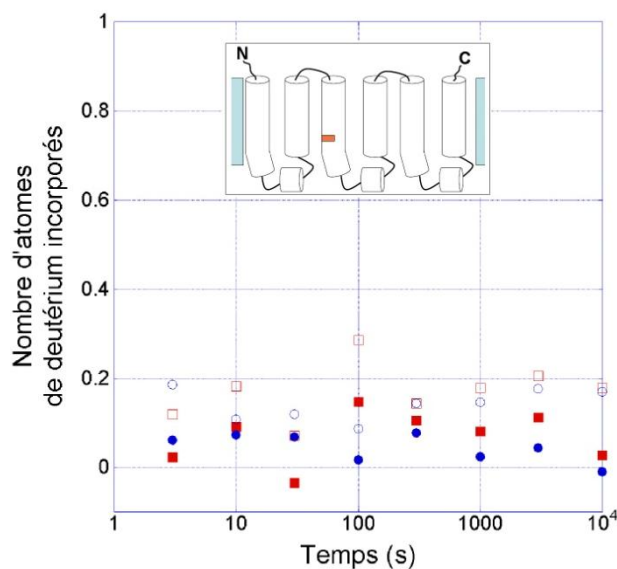 1
N
C
0.8
0.6
0.4
0.2
0
Nombre d'atomes
de deutérium incorporés
1
10
100
1000
10⁴
Temps (s)